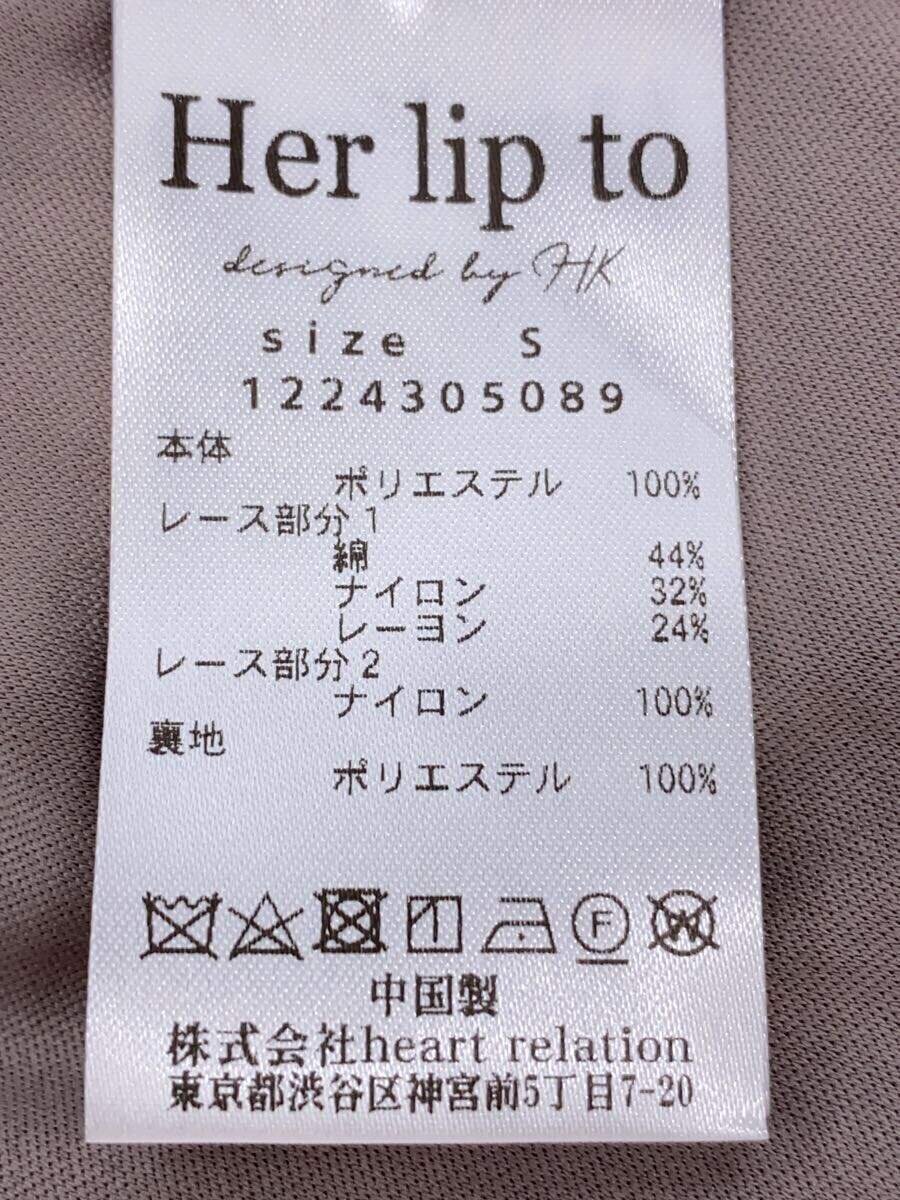 Her lip to
designed by HK
size S
1224305089
本体
ポリエステル 100%
レース部分1
綿 44%
ナイロン 32%
レーヨン 24%
レース部分2
ナイロン 100%
裏地
ポリエステル 100%
F W
中国製
株式会社heart relation
東京都渋谷区神宮前5丁目7-20